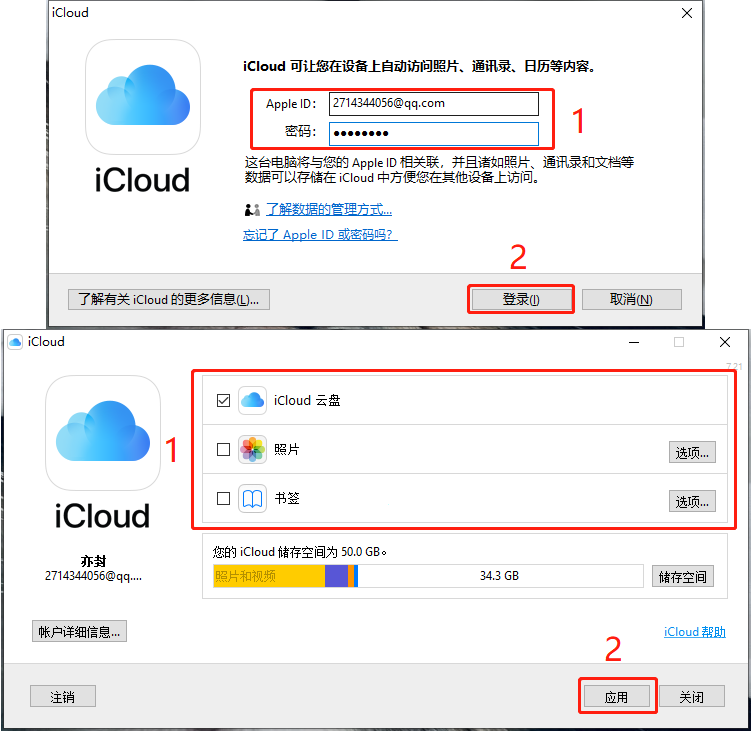 iCloud
iCloud 可让您在设备上自动访问照片、通讯录、日历等内容。
Apple ID：
2714344056@qq.com
密码：
●●●●●●●●
1
这台电脑将与您的 Apple ID 相关联，并且诸如照片、通讯录和文档等
数据可以存储在 iCloud 中方便您在其他设备上访问。
iCloud
了解数据的管理方式...
忘记了 Apple ID 或密码吗？
2
了解有关 iCloud 的更多信息(L)...
登录(I)
取消(N)
iCloud
7.21
iCloud 云盘
1
照片
选项...
书签
选项...
iCloud
亦封
2714344056@qq....
您的 iCloud 储存空间为 50.0 GB。
照片和视频
34.3 GB
储存空间
帐户详细信息...
iCloud 帮助
2
注销
应用
关闭